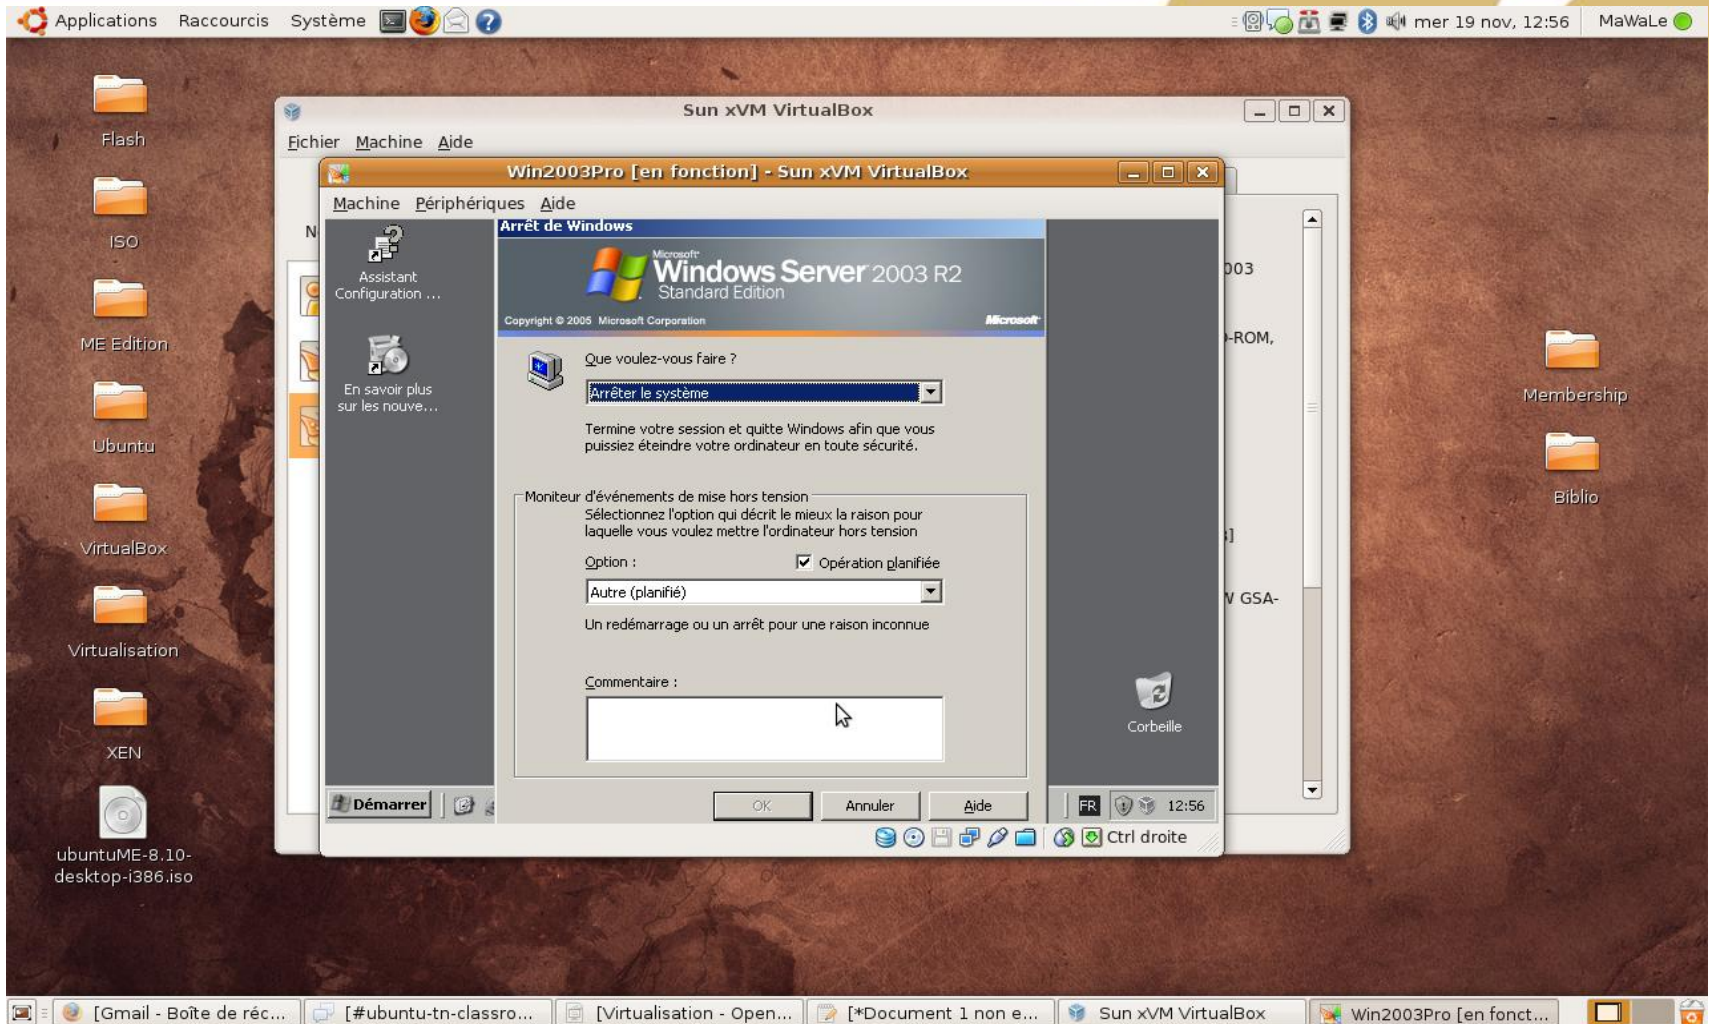 Applications Raccourcis Système
mer 19 nov, 12:56 MaWaLe
Flash
ISO
ME Edition
Ubuntu
VirtualBox
Virtualisation
XEN
ubuntuME-8.10-
desktop-i386.iso
Sun xVM VirtualBox
Fichier Machine Aide
Win2003Pro [en fonction] - Sun xVM VirtualBox
Machine Périphériques Aide
Assistant
Configuration ...
En savoir plus
sur les nouve...
Arrêt de Windows
Microsoft
Windows Server 2003 R2
Standard Edition
Copyright © 2005 Microsoft Corporation
Microsoft
Que voulez-vous faire ?
Arrêter le système
Termine votre session et quitte Windows afin que vous
puissiez éteindre votre ordinateur en toute sécurité.
Moniteur d'événements de mise hors tension
Sélectionnez l'option qui décrit le mieux la raison pour
laquelle vous voulez mettre l'ordinateur hors tension
Option :
Opération planifiée
Autre (planifié)
Un redémarrage ou un arrêt pour une raison inconnue
Commentaire :
OK Annuler Aide
Corbeille
Démarrer
FR 12:56
Ctrl droite
-ROM,
W GSA-
Membership
Biblio
[Gmail - Boîte de réc...
[#ubuntu-tn-classro...
[Virtualisation - Open...
[*Document 1 non e...
Sun xVM VirtualBox
Win2003Pro [en fonct...